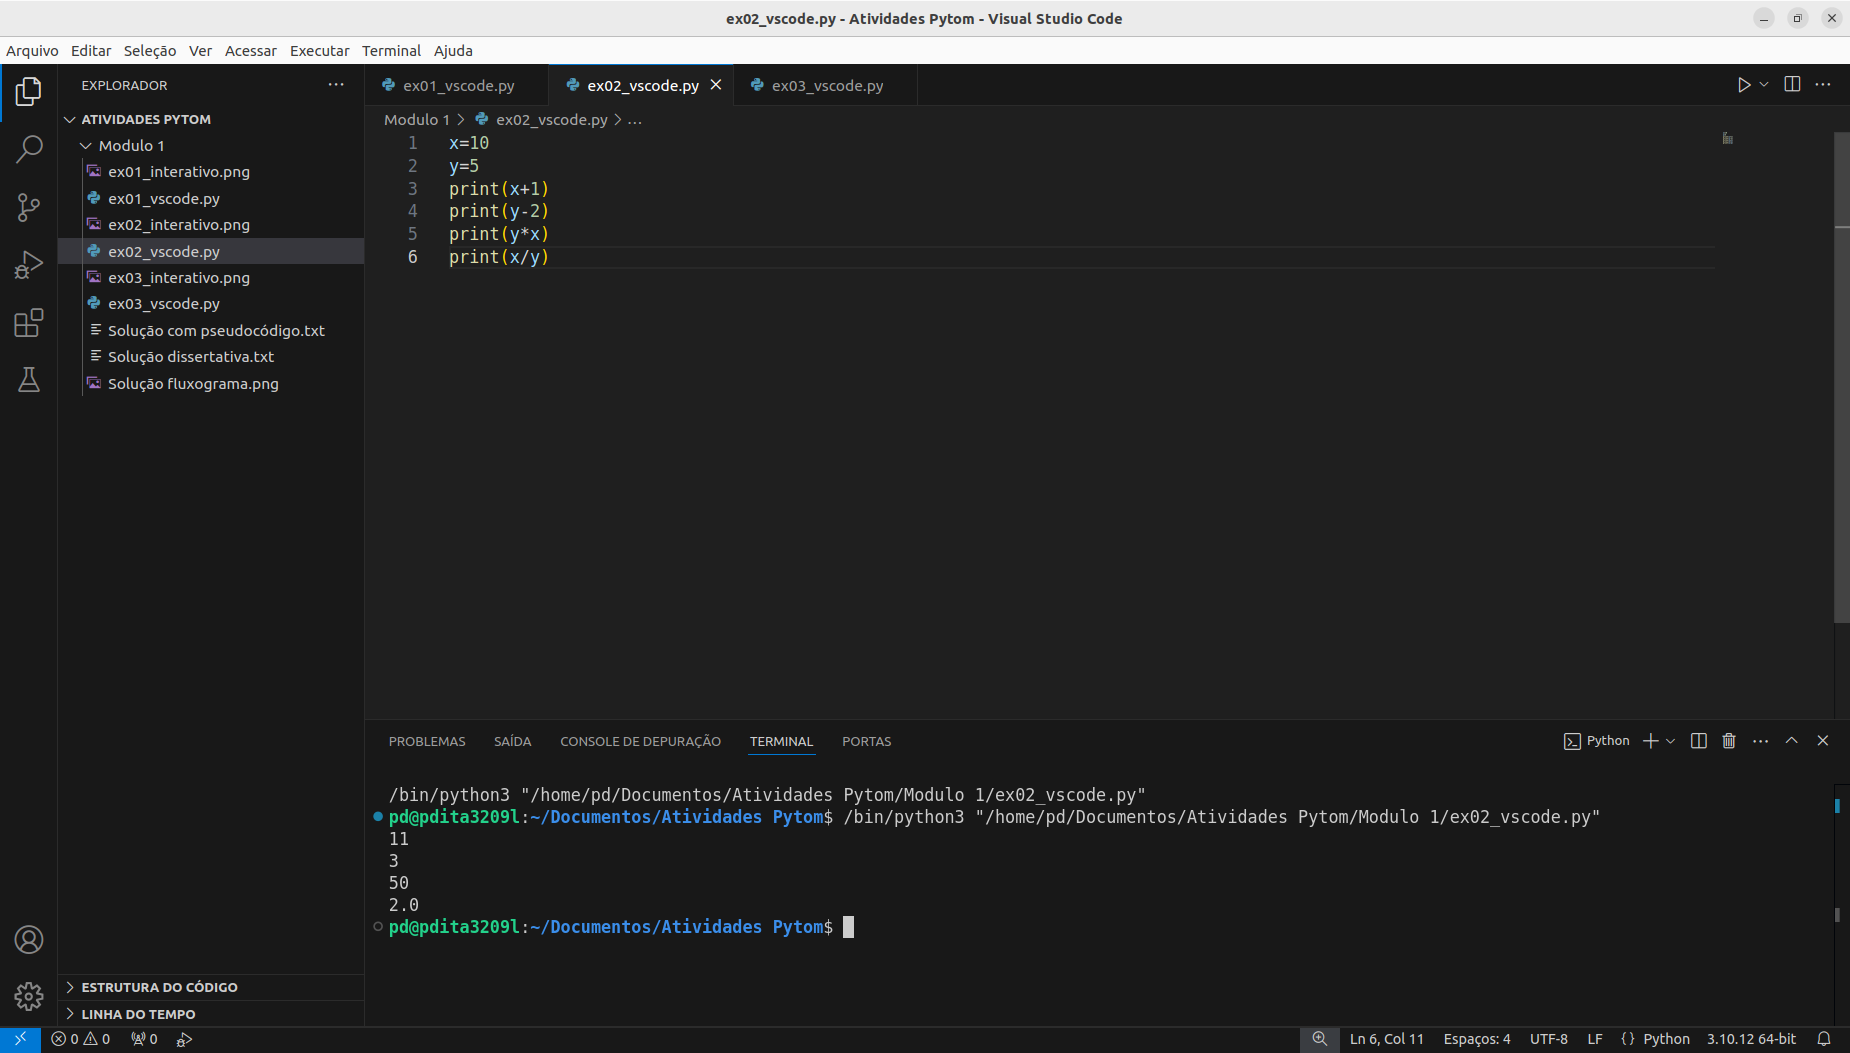 ex02_vscode.py - Atividades Pytom - Visual Studio Code
Arquivo Editar Seleção Ver Acessar Executar Terminal Ajuda
EXPLORADOR
ATIVIDADES PYTOM
Modulo 1
ex01_interativo.png
ex01_vscode.py
ex02_interativo.png
ex02_vscode.py
ex03_interativo.png
ex03_vscode.py
Solução com pseudocódigo.txt
Solução dissertativa.txt
Solução fluxograma.png
ESTRUTURA DO CÓDIGO
LINHA DO TEMPO
ex01_vscode.py ex02_vscode.py ex03_vscode.py
Modulo 1 > ex02_vscode.py > ...
1 x=10
2 y=5
3 print(x+1)
4 print(y-2)
5 print(y*x)
6 print(x/y)
PROBLEMAS SAÍDA CONSOLE DE DEPURAÇÃO TERMINAL PORTAS Python
/bin/python3 "/home/pd/Documentos/Atividades Pytom/Modulo 1/ex02_vscode.py"
pd@pdita3209l:~/Documentos/Atividades Pytom$ /bin/python3 "/home/pd/Documentos/Atividades Pytom/Modulo 1/ex02_vscode.py"
11
3
50
2.0
pd@pdita3209l:~/Documentos/Atividades Pytom$
0 0 0 Ln 6, Col 11 Espaços: 4 UTF-8 LF {} Python 3.10.12 64-bit